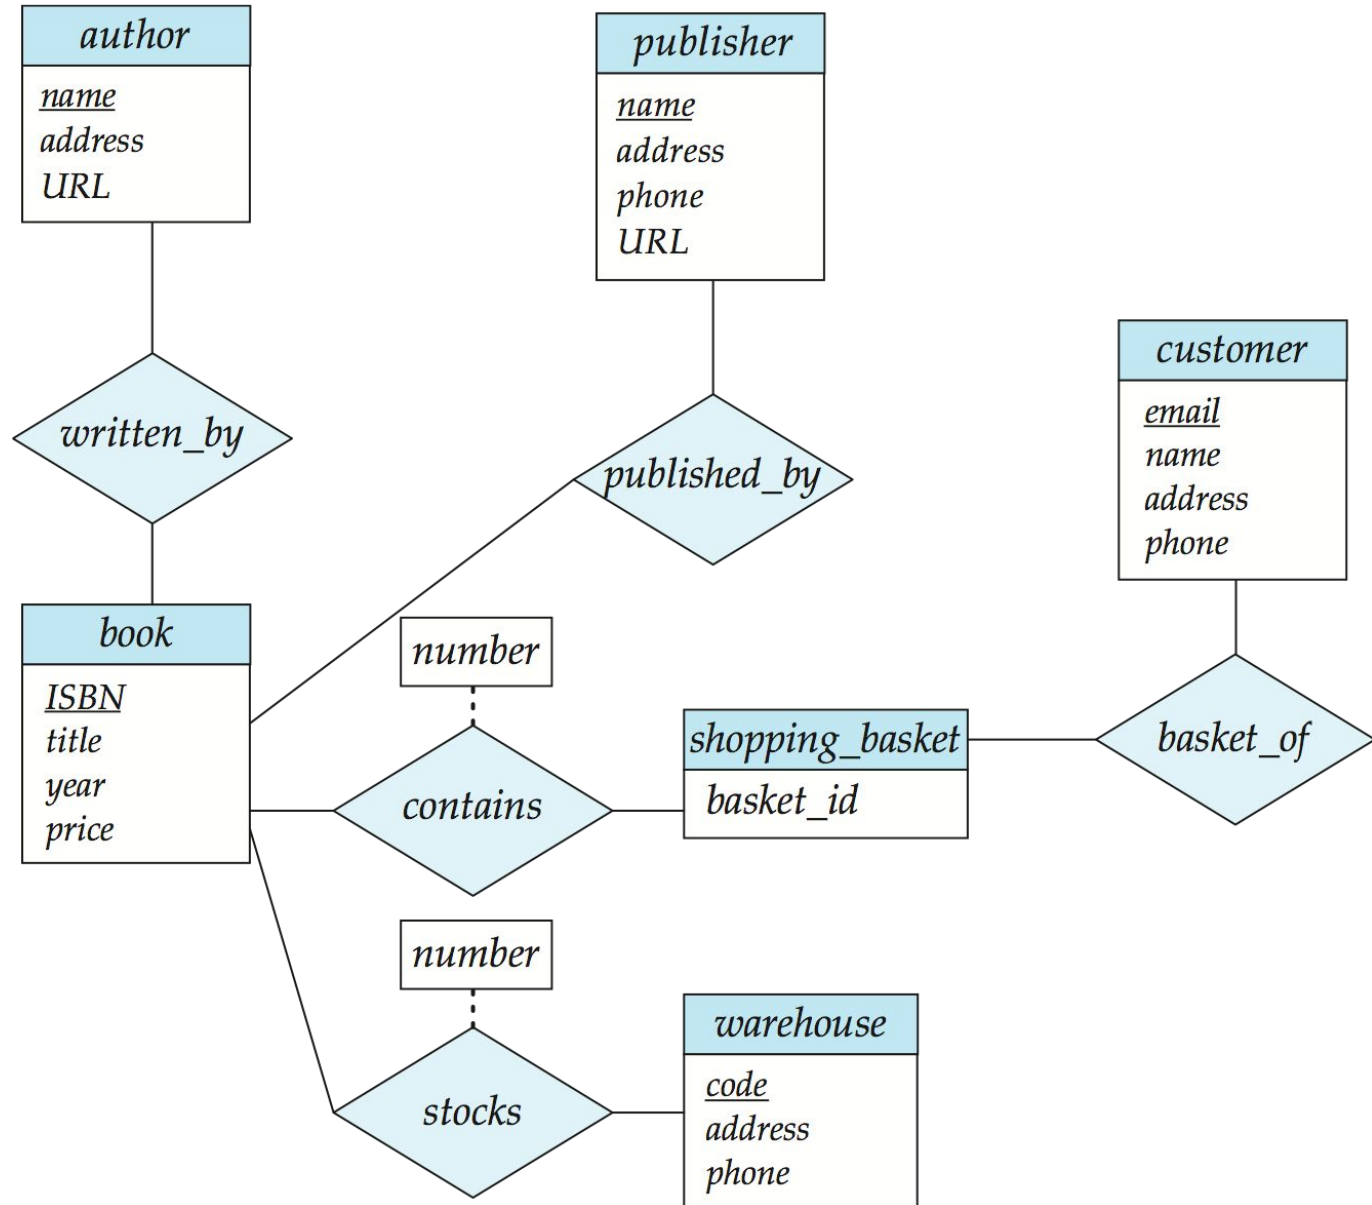 author
name
address
URL
publisher
name
address
phone
URL
customer
email
name
address
phone
written_by
published_by
book
ISBN
title
year
price
number
contains
shopping_basket
basket_id
basket_of
number
stocks
warehouse
code
address
phone